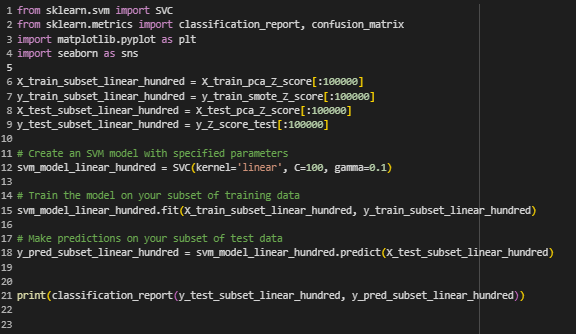 1 from sklearn.svm import SVC
2 from sklearn.metrics import classification_report, confusion_matrix
3 import matplotlib.pyplot as plt
4 import seaborn as sns
5
6 X_train_subset_linear_hundred = X_train_pca_Z_score[:100000]
7 y_train_subset_linear_hundred = y_train_smote_Z_score[:100000]
8 X_test_subset_linear_hundred = X_test_pca_Z_score[:100000]
9 y_test_subset_linear_hundred = y_Z_score_test[:100000]
10
11 # Create an SVM model with specified parameters
12 svm_model_linear_hundred = SVC(kernel='linear', C=100, gamma=0.1)
13
14 # Train the model on your subset of training data
15 svm_model_linear_hundred.fit(X_train_subset_linear_hundred, y_train_subset_linear_hundred)
16
17 # Make predictions on your subset of test data
18 y_pred_subset_linear_hundred = svm_model_linear_hundred.predict(X_test_subset_linear_hundred)
19
20
21 print(classification_report(y_test_subset_linear_hundred, y_pred_subset_linear_hundred))
22
23